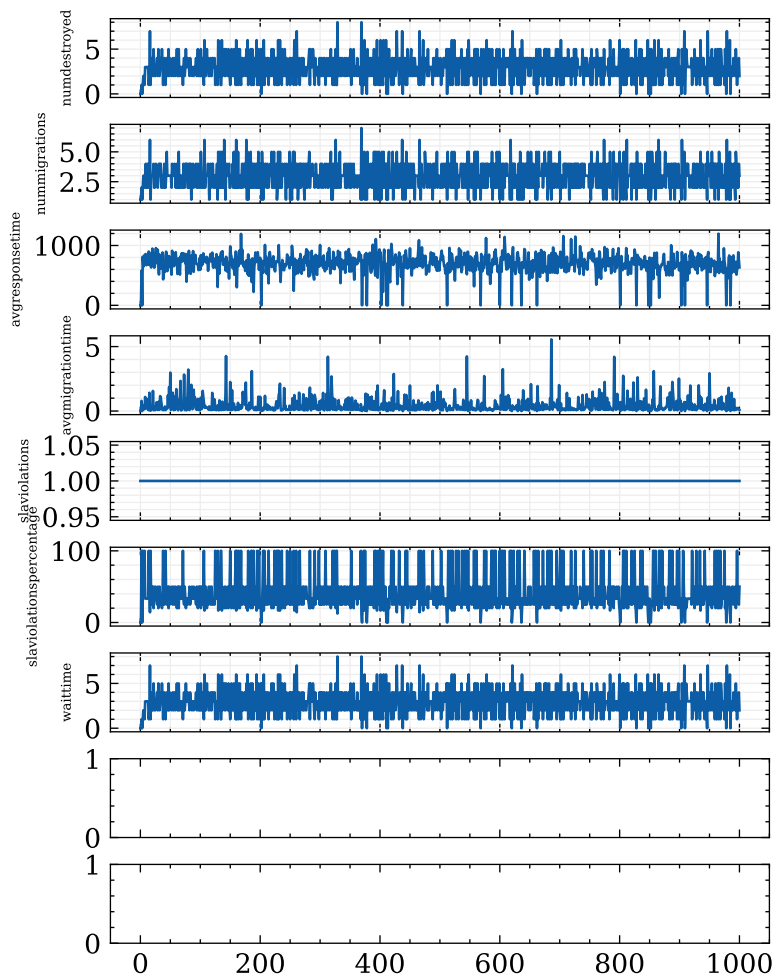 numdestroyed
5
0
nummigrations
5.0
2.5
avgresponsetime
1000
0
avgmigrationtime
5
0
slaviolations
1.05
1.00
0.95
slaviolationspercentage
100
0
waittime
5
0
1
0
1
0
0 200 400 600 800 1000